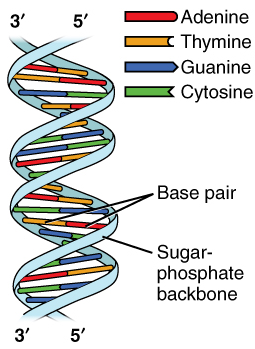 3′ 5′
Adenine
Thymine
Guanine
Cytosine
Base pair
Sugar-
phosphate
backbone
3′ 5′